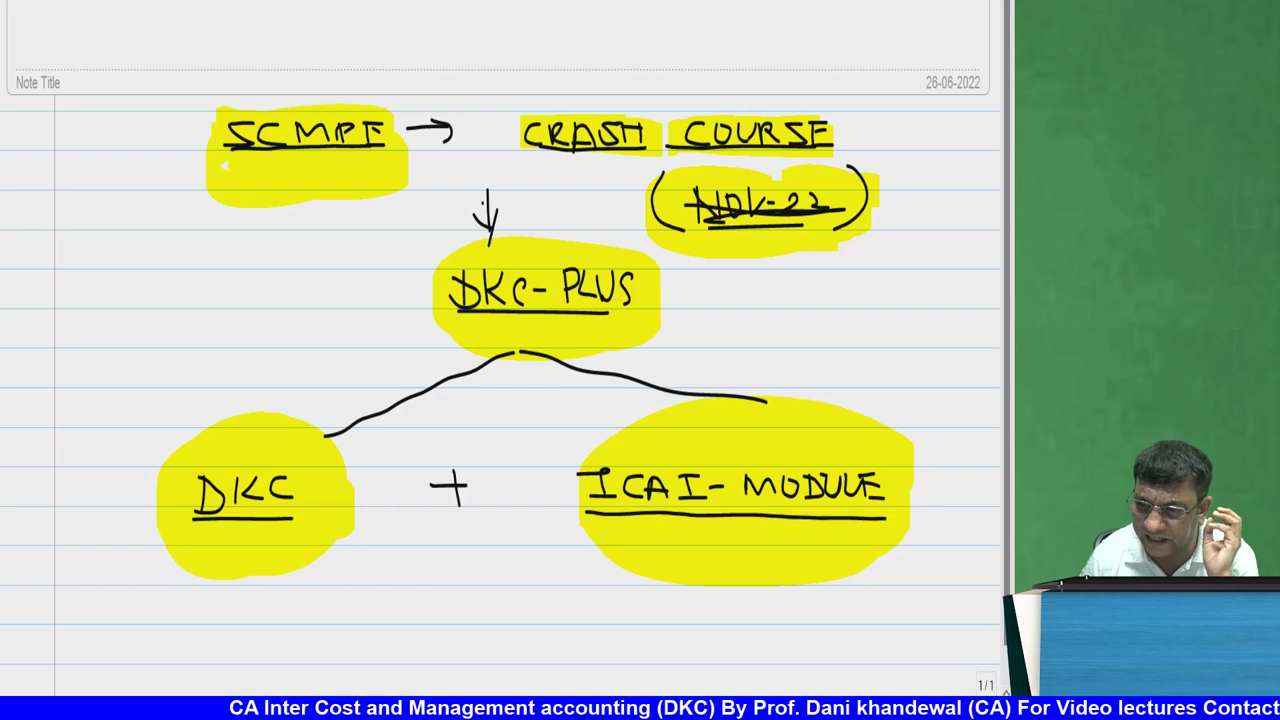 Note Title
26-06-2022
SCMPE → CRASH COURSE
(NOV-22)
DKC-PLUS
DKC + ICAI-MODULE
1/1
CA Inter Cost and Management accounting (DKC) By Prof. Dani khandewal (CA) For Video lectures Contact